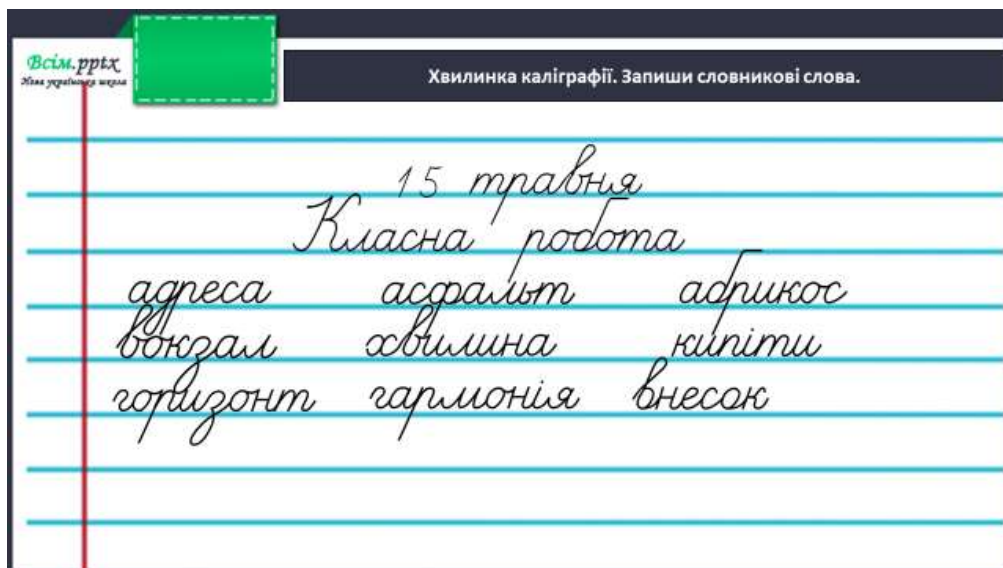 Всім.pptx
Нова українська школа
Хвилинка каліграфії. Запиши словникові слова.
15 травня
Класна робота
адреса асфальт абрикос
вокзал хвилина кипіти
горизонт гармонія внесок